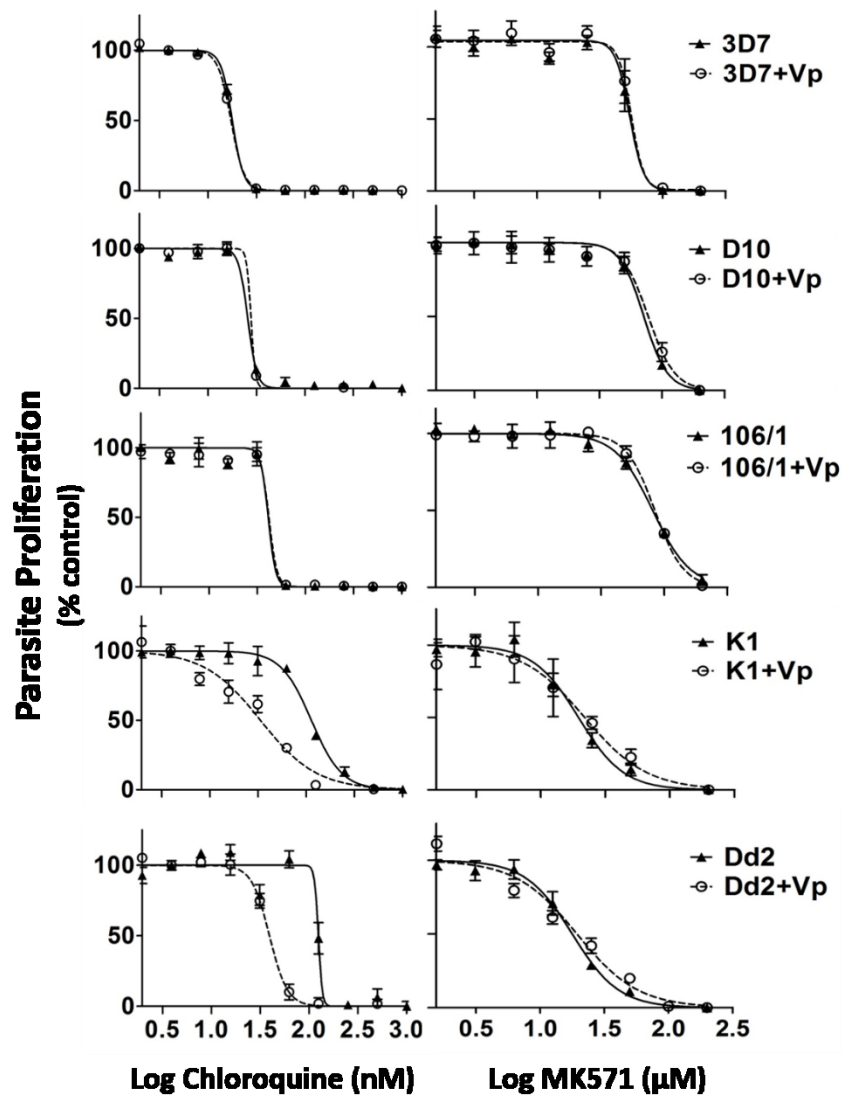 100
50
0
3D7
3D7+Vp
100
50
0
D10
D10+Vp
100
50
0
106/1
106/1+Vp
100
50
0
K1
K1+Vp
100
50
0
Dd2
Dd2+Vp
0.5 1.0 1.5 2.0 2.5 3.0
0.5 1.0 1.5 2.0 2.5
Log Chloroquine (nM)
Log MK571 (μM)
Parasite Proliferation
(% control)